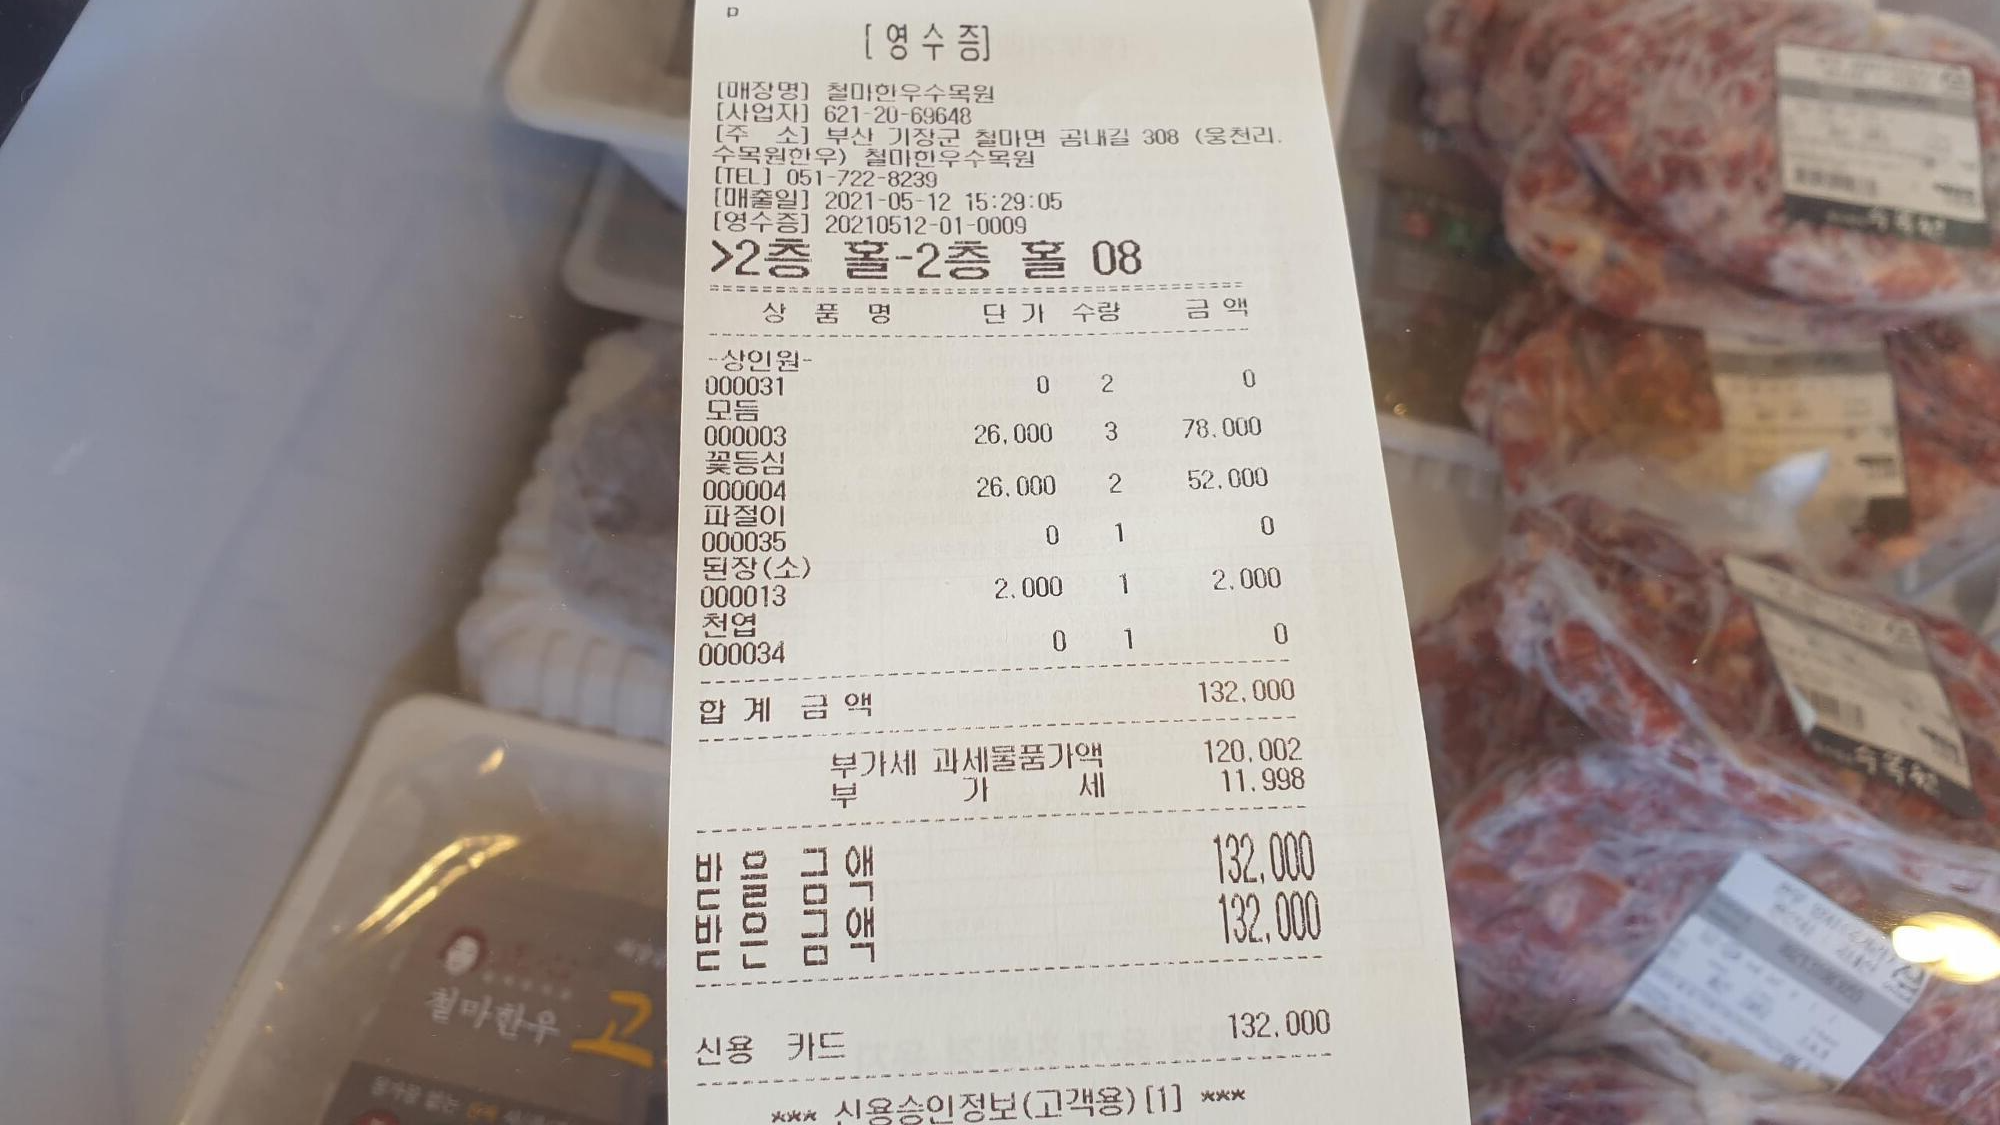 [영수증]
[매장명] 철마한우수목원
[사업자] 621-20-69648
[주 소] 부산 기장군 철마면 곰내길 308 (웅천리.
수목원한우) 철마한우수목원
[TEL] 051-722-8239
[매출일] 2021-05-12 15:29:05
[영수증] 20210512-01-0009
>2층 홀-2층 홀 08
상 품 명 단 가 수량 금 액
-상인원-
000031 0 2 0
모듬
000003 26,000 3 78,000
꽃등심
000004 26,000 2 52,000
파절이
000035 0 1 0
된장(소)
000013 2,000 1 2,000
천엽
000034 0 1 0
합 계 금 액 132,000
부가세 과세물품가액 120,002
부 가 세 11,998
받 을 금 액 132,000
받 은 금 액 132,000
신용 카드 132,000
*** 신용승인정보(고객용)[1] ***
철마한우
수목원